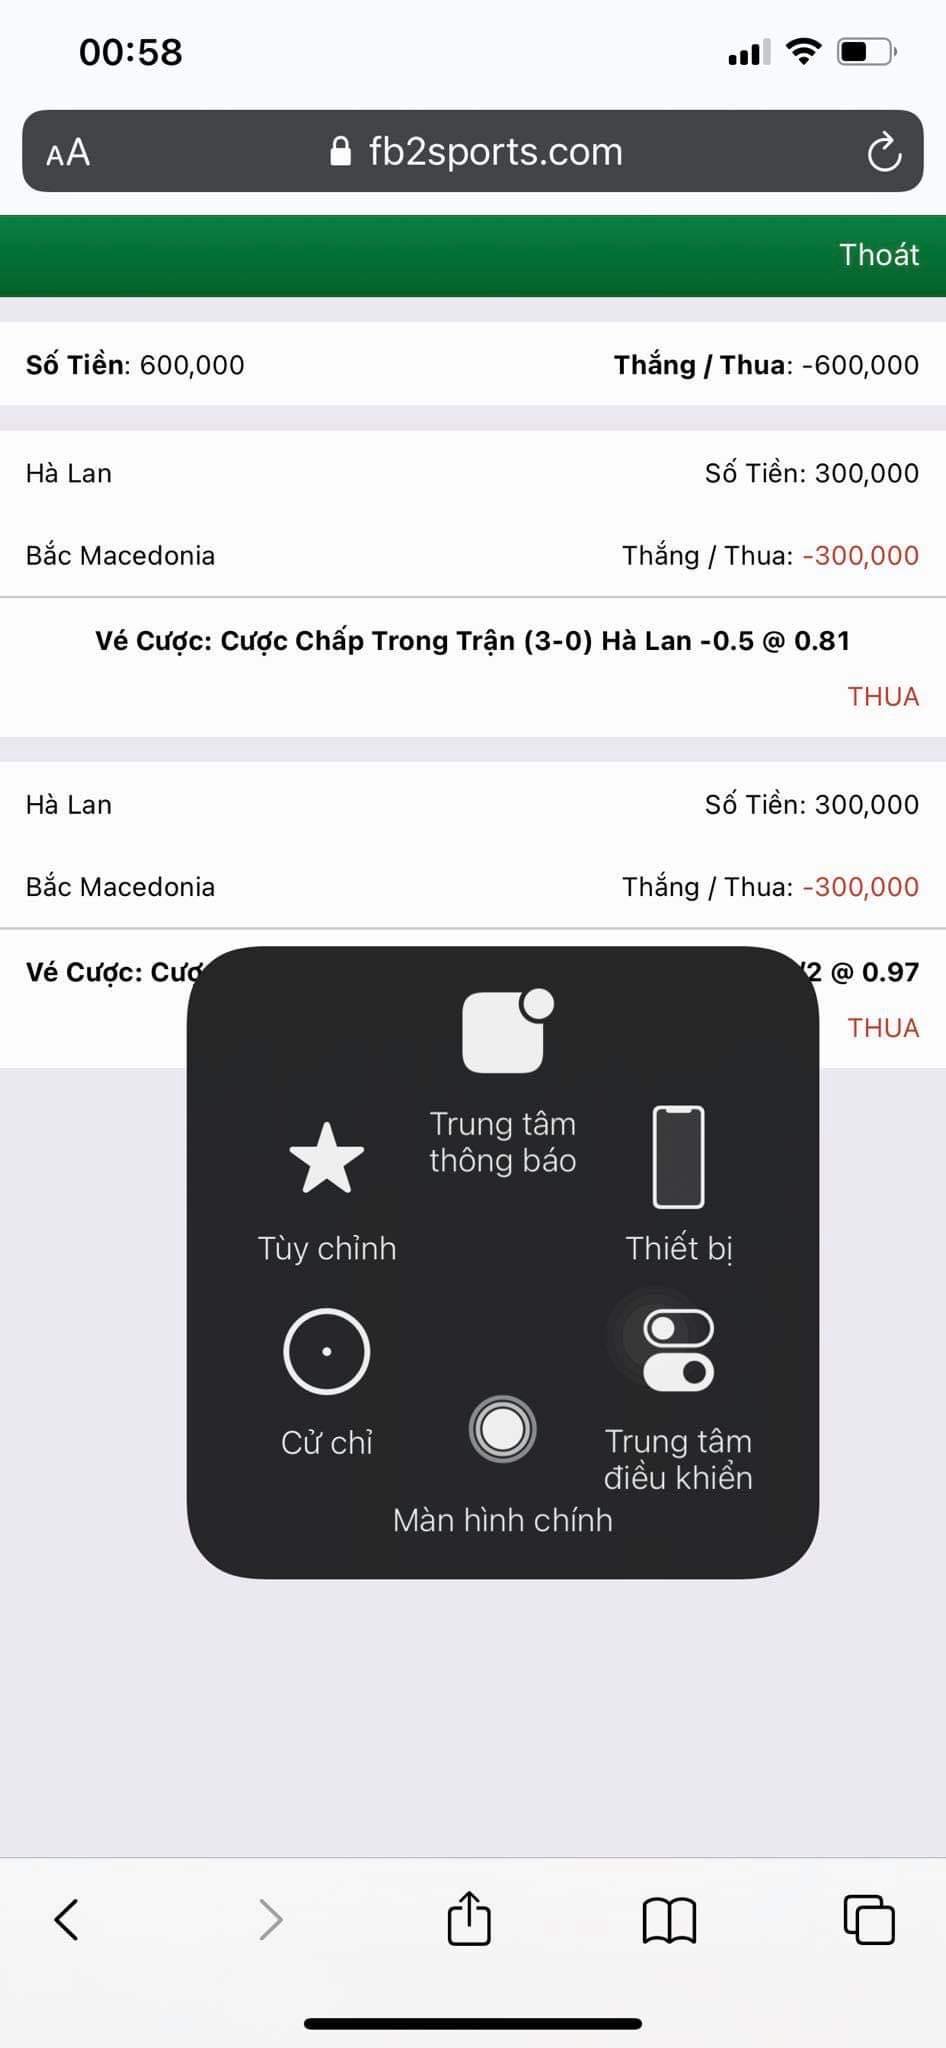 00:58
AA fb2sports.com
Thoát
Số Tiền: 600,000 Thắng / Thua: -600,000
Hà Lan Số Tiền: 300,000
Bắc Macedonia Thắng / Thua: -300,000
Vé Cược: Cược Chấp Trong Trận (3-0) Hà Lan -0.5 @ 0.81
THUA
Hà Lan Số Tiền: 300,000
Bắc Macedonia Thắng / Thua: -300,000
Vé Cược: /2 @ 0.97
THUA
Trung tâm
thông báo
Tùy chỉnh
Thiết bị
Cử chỉ
Trung tâm
điều khiển
Màn hình chính